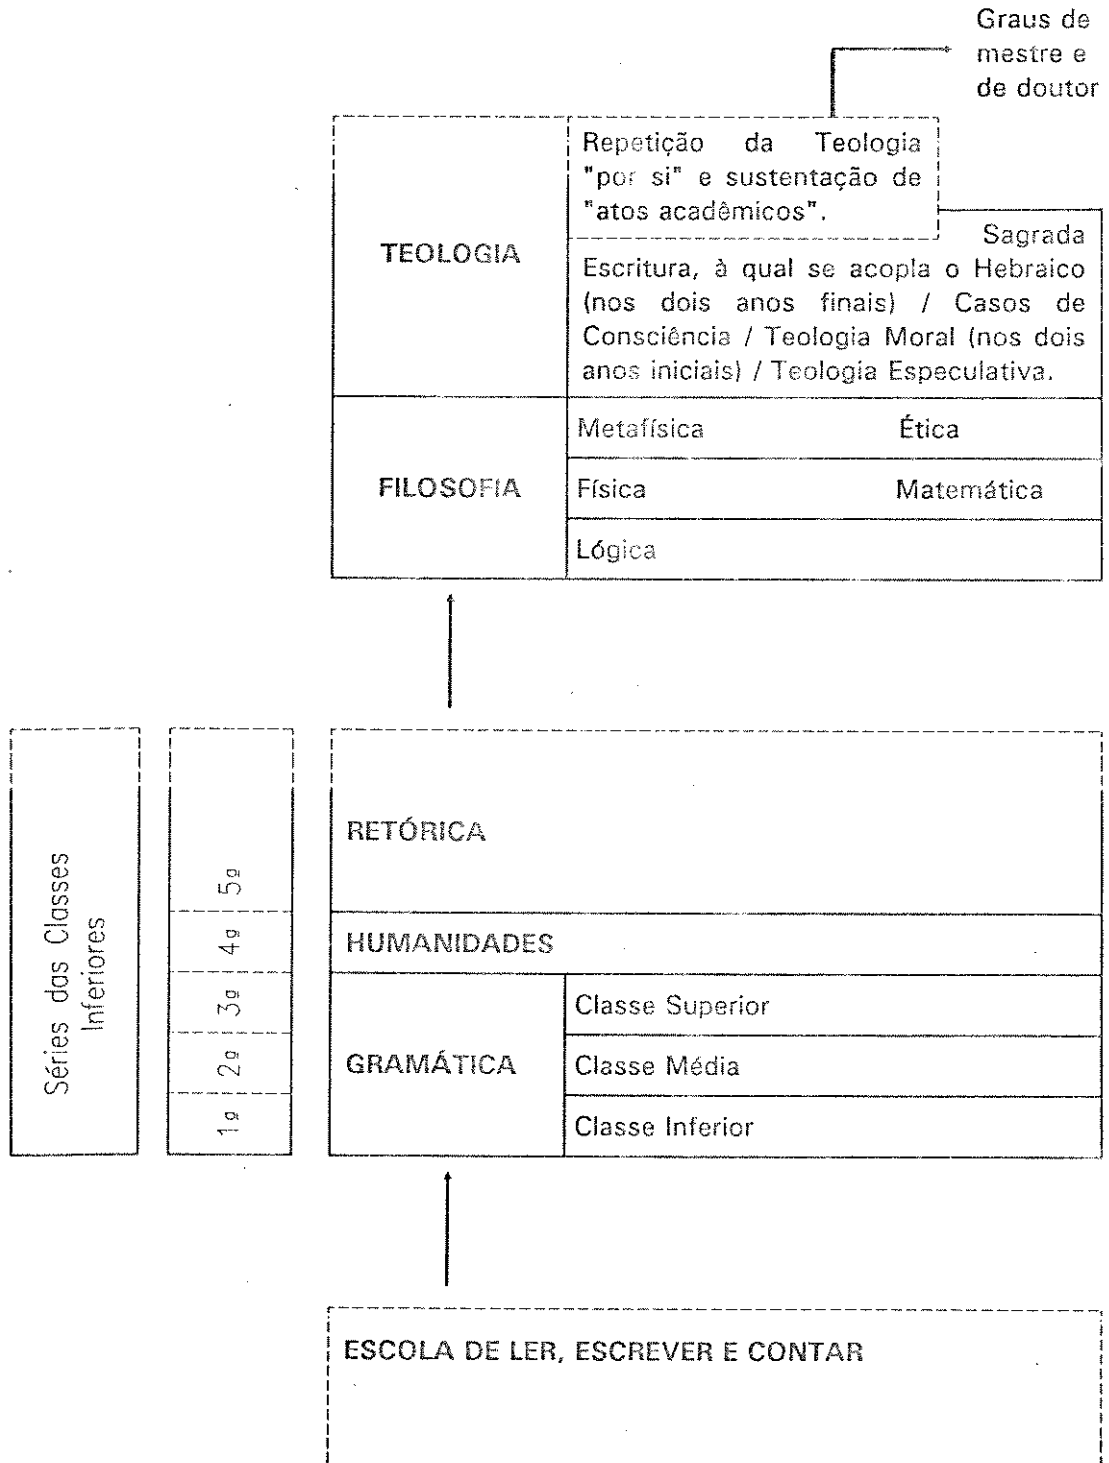 Graus de
mestre e
de doutor
TEOLOGIA
Repetição da Teologia
"por si" e sustentação de
"atos acadêmicos".
Sagrada
Escritura, à qual se acopla o Hebraico
(nos dois anos finais) / Casos de
Consciência / Teologia Moral (nos dois
anos iniciais) / Teologia Especulativa.
FILOSOFIA
Metafísica Ética
Física Matemática
Lógica
Séries das Classes
Inferiores
5ª
4ª
3ª
2ª
1ª
RETÓRICA
HUMANIDADES
GRAMÁTICA
Classe Superior
Classe Média
Classe Inferior
ESCOLA DE LER, ESCREVER E CONTAR